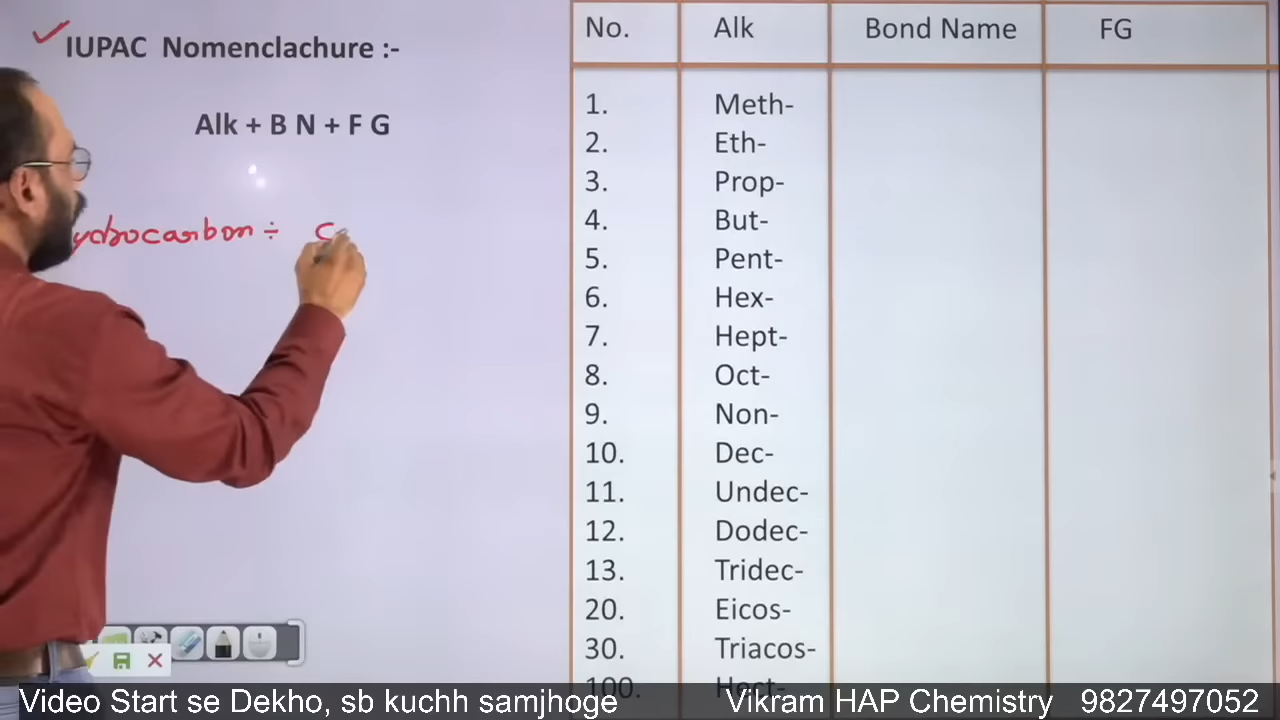 IUPAC Nomenclachure :-
Alk + B N + F G
ydrocarbon ÷ C
No. Alk Bond Name FG
1. Meth-
2. Eth-
3. Prop-
4. But-
5. Pent-
6. Hex-
7. Hept-
8. Oct-
9. Non-
10. Dec-
11. Undec-
12. Dodec-
13. Tridec-
20. Eicos-
30. Triacos-
100. Hect-
Video Start se Dekho, sb kuchh samjhoge Vikram HAP Chemistry 9827497052